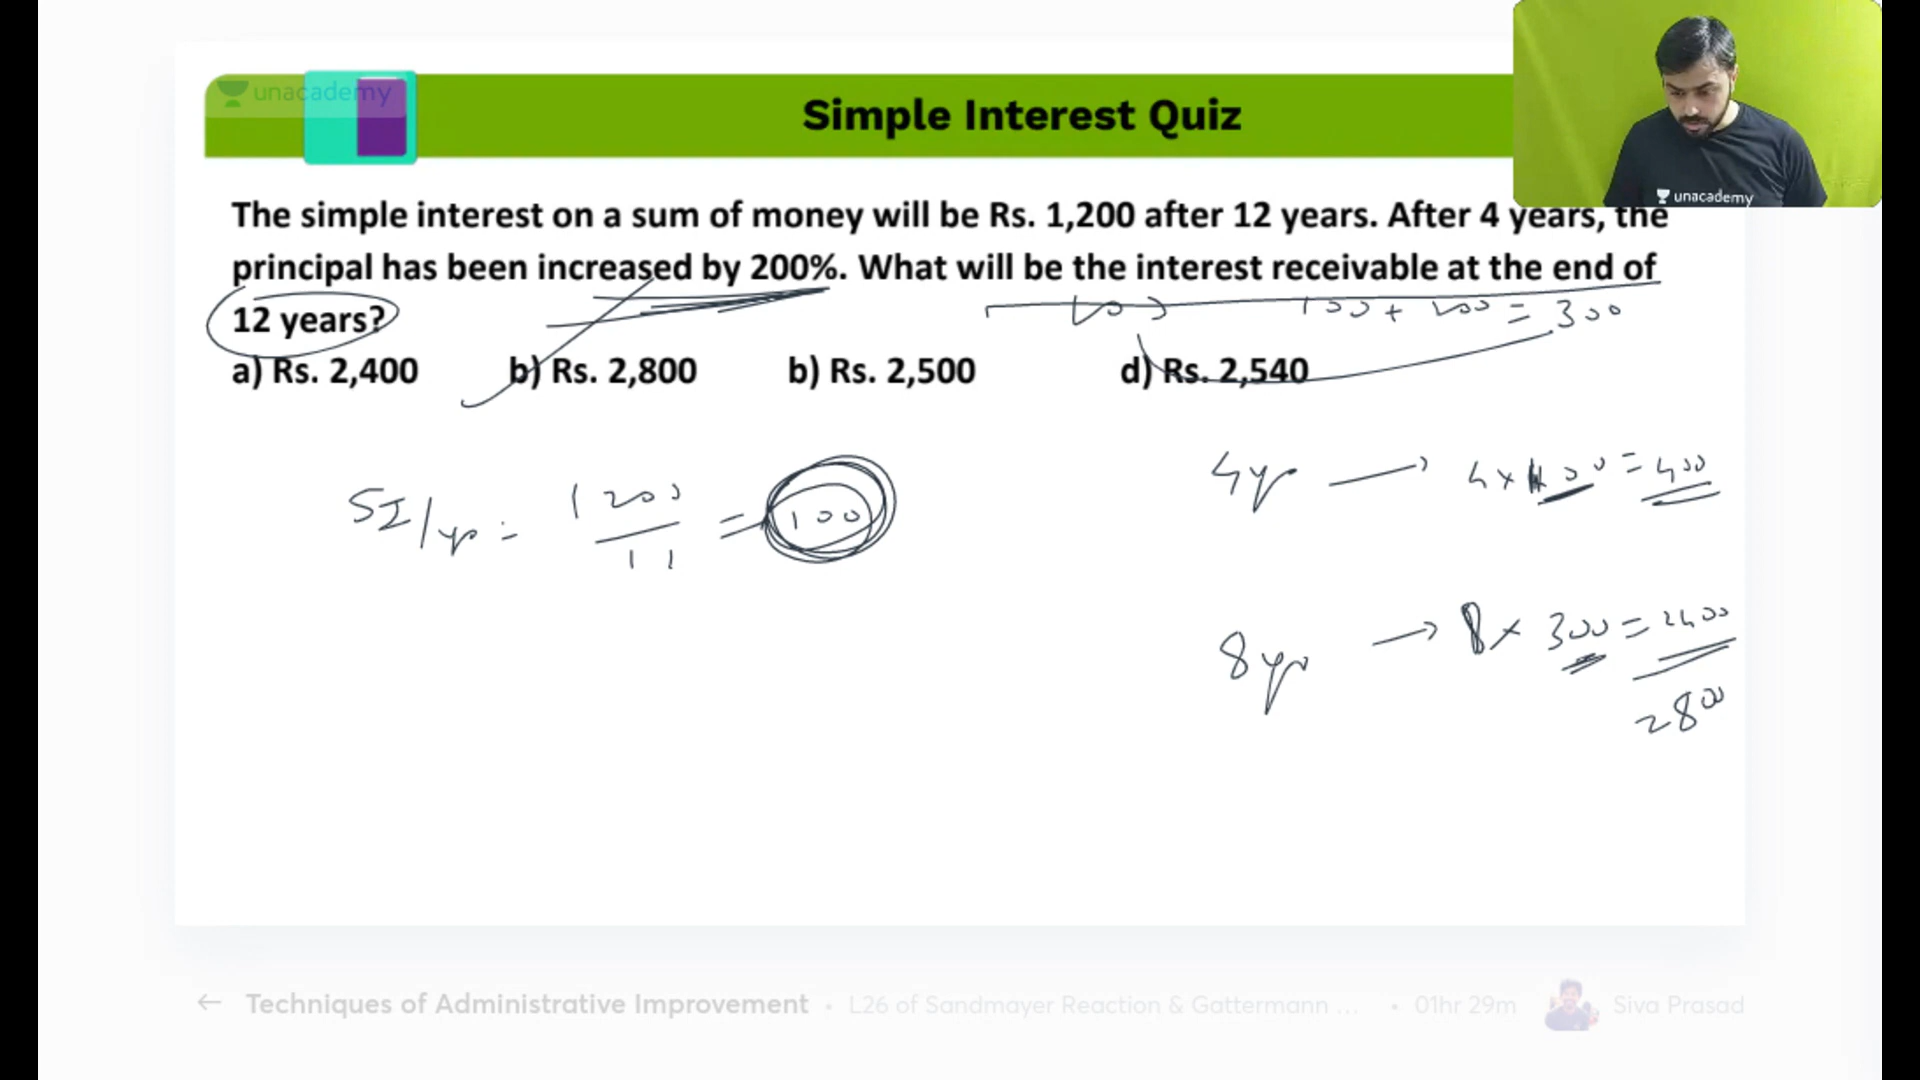 unacademy
Simple Interest Quiz
unacademy
The simple interest on a sum of money will be Rs. 1,200 after 12 years. After 4 years, the
principal has been increased by 200%. What will be the interest receivable at the end of
12 years?
100 + 200 = 300
a) Rs. 2,400 b) Rs. 2,800 b) Rs. 2,500 d) Rs. 2,540
4yr → 4 × 100 = 400
SI/yr = 1200 / 12 = 100
8yr → 8 × 300 = 2400
2800
← Techniques of Administrative Improvement • L26 of Sandmayer Reaction & Gattermann ... • 01hr 29m Siva Prasad